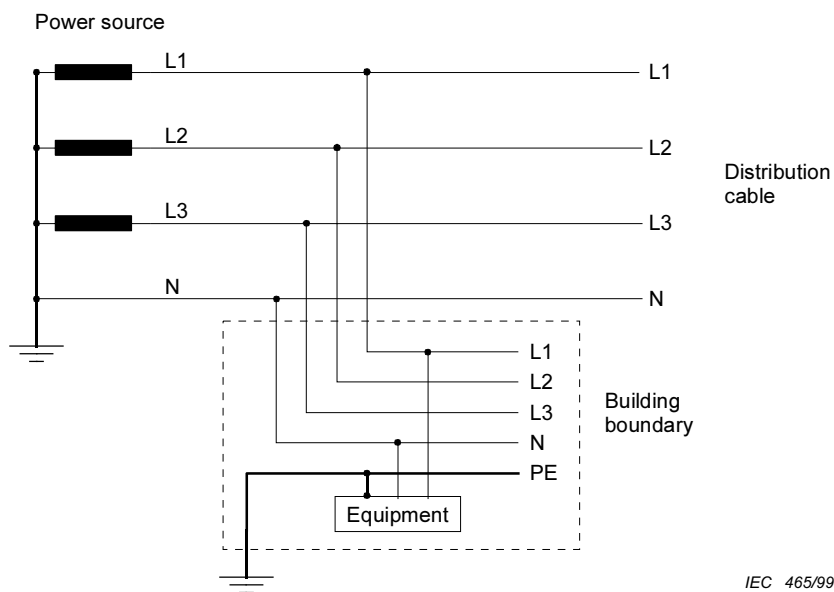 Power source
L1
L1
L2
L2
Distribution
cable
L3
L3
N
N
L1
L2
Building
boundary
L3
N
PE
Equipment
IEC 465/99